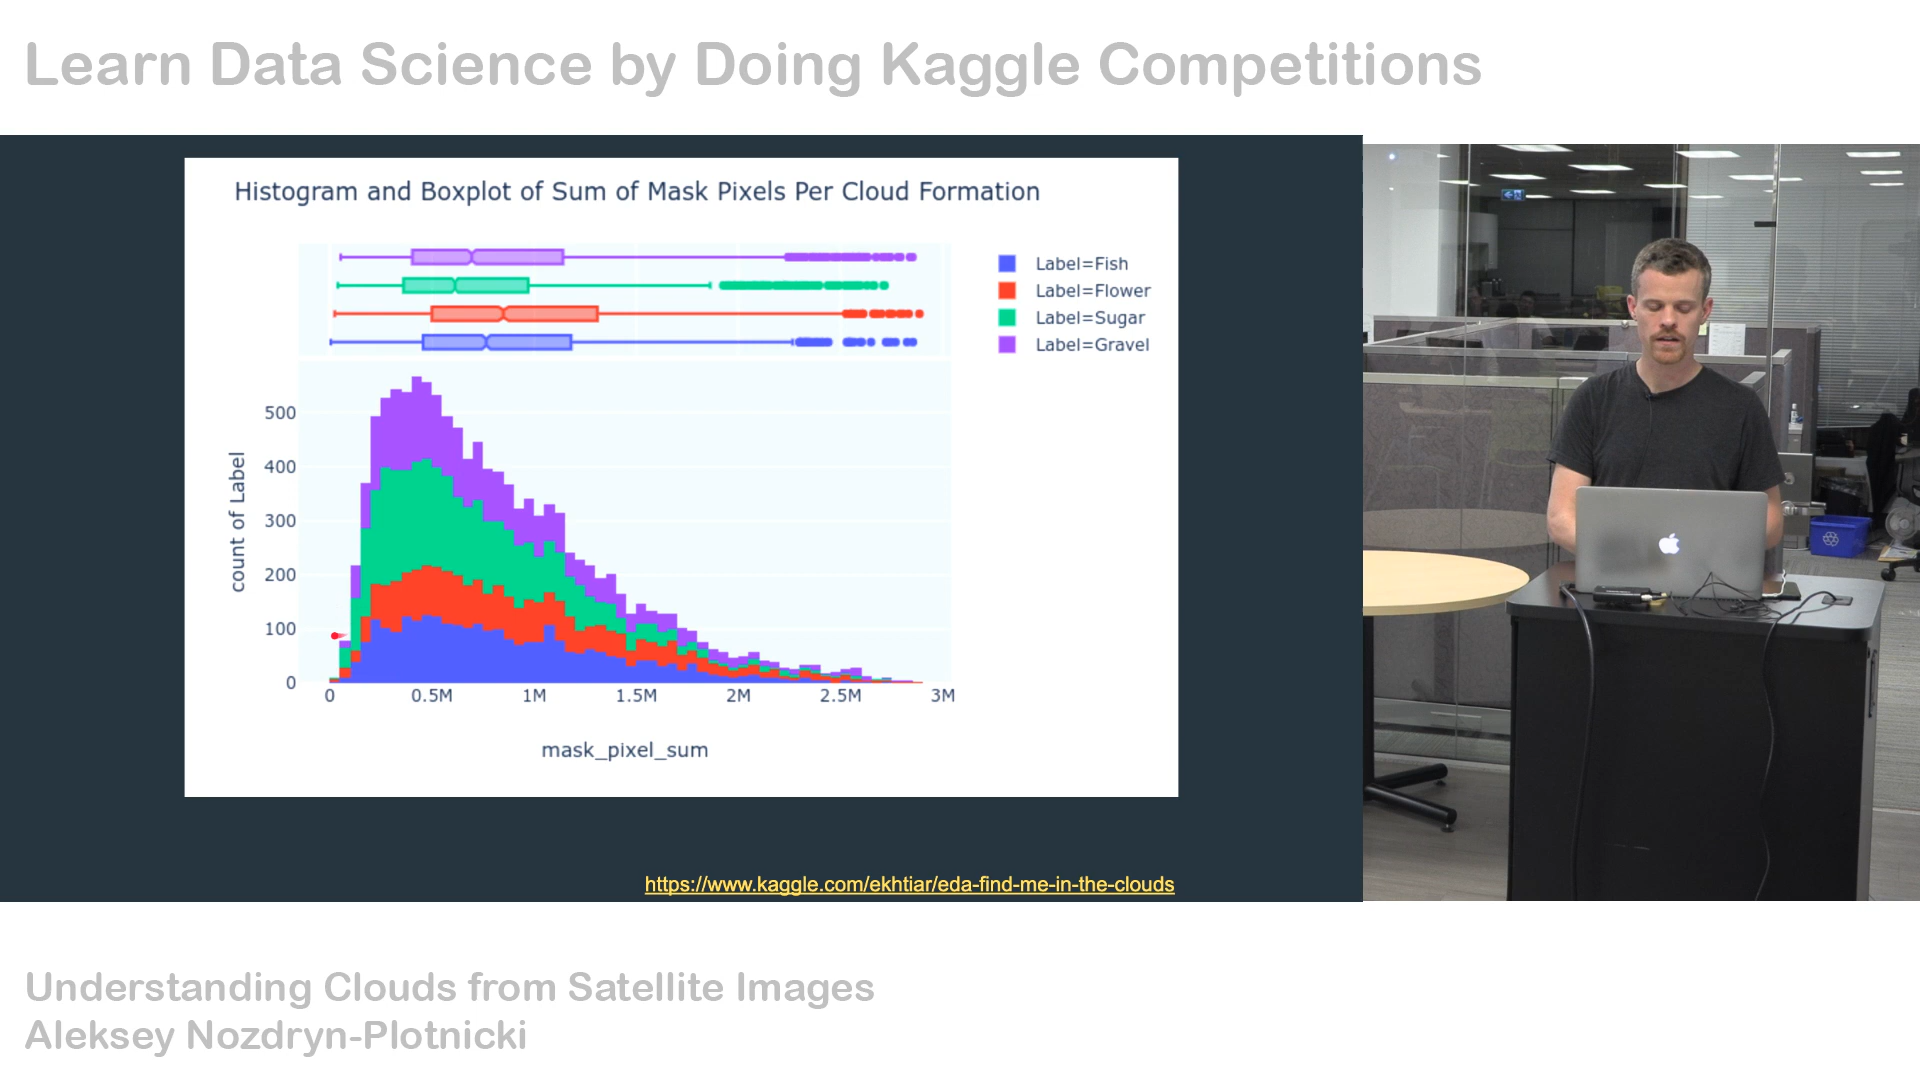 Learn Data Science by Doing Kaggle Competitions
Histogram and Boxplot of Sum of Mask Pixels Per Cloud Formation
Label=Fish
Label=Flower
Label=Sugar
Label=Gravel
count of Label
500
400
300
200
100
0
0 0.5M 1M 1.5M 2M 2.5M 3M
mask_pixel_sum
https://www.kaggle.com/ekhtiar/eda-find-me-in-the-clouds
Understanding Clouds from Satellite Images
Aleksey Nozdryn-Plotnicki